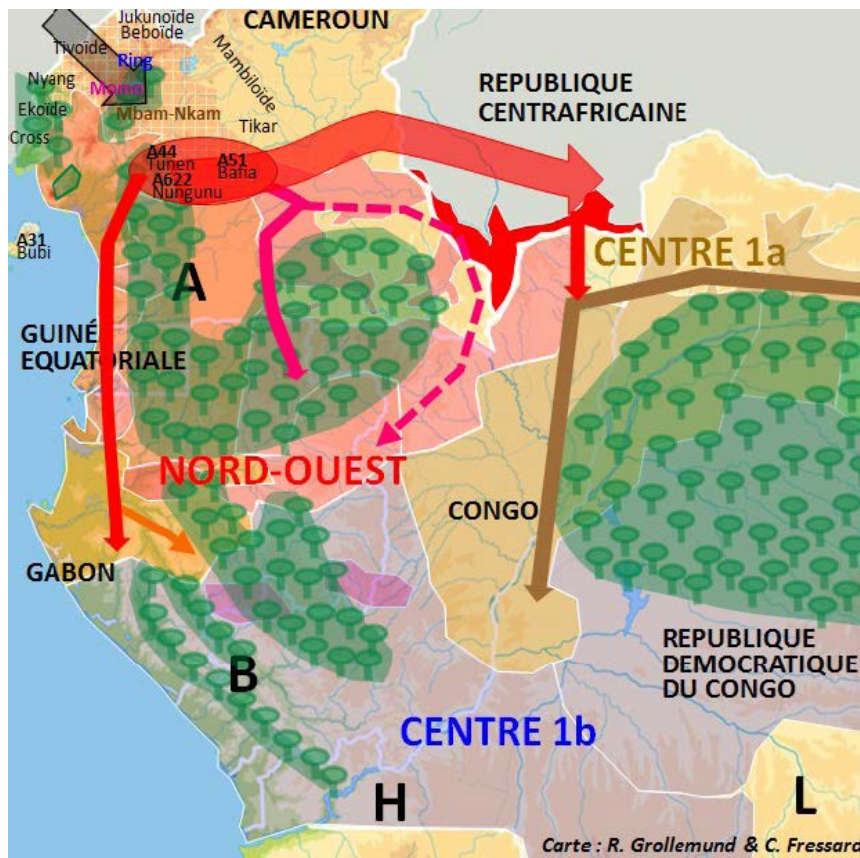 Jukunoïde
Beboïde
CAMEROUN
Tivoïde
Ring
Mambiloïde
Nyang
Momo
REPUBLIQUE
CENTRAFRICAINE
Ekoïde
Mbam-Nkam
Cross
Tikar
A44
Tunen
A51
Bafia
A622
Nungunu
A31
Bubi
A
CENTRE 1a
GUINÉ
EQUATORIALE
NORD-OUEST
CONGO
GABON
REPUBLIQUE
DEMOCRATIQUE
DU CONGO
B
CENTRE 1b
H
L
Carte : R. Grollemund & C. Fressard